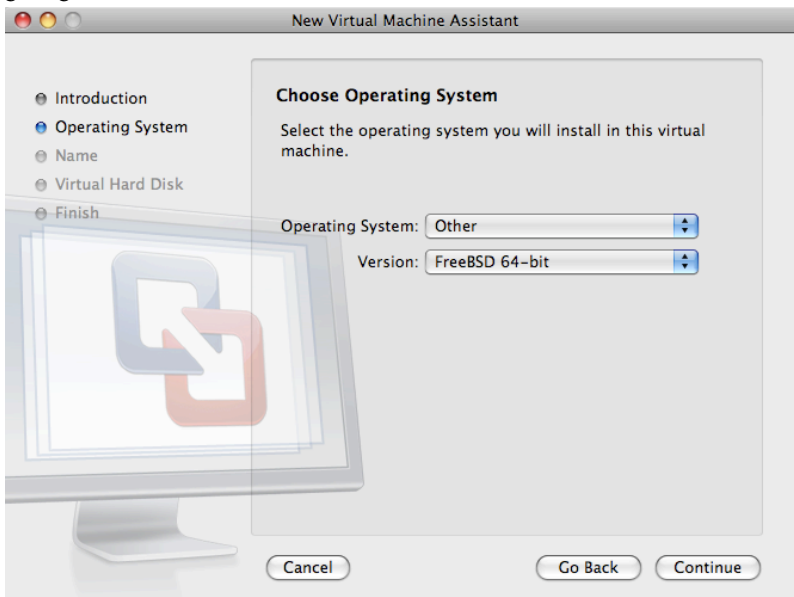 New Virtual Machine Assistant
Introduction
Operating System
Name
Virtual Hard Disk
Finish
Choose Operating System
Select the operating system you will install in this virtual
machine.
Operating System: Other
Version: FreeBSD 64-bit
Cancel
Go Back
Continue